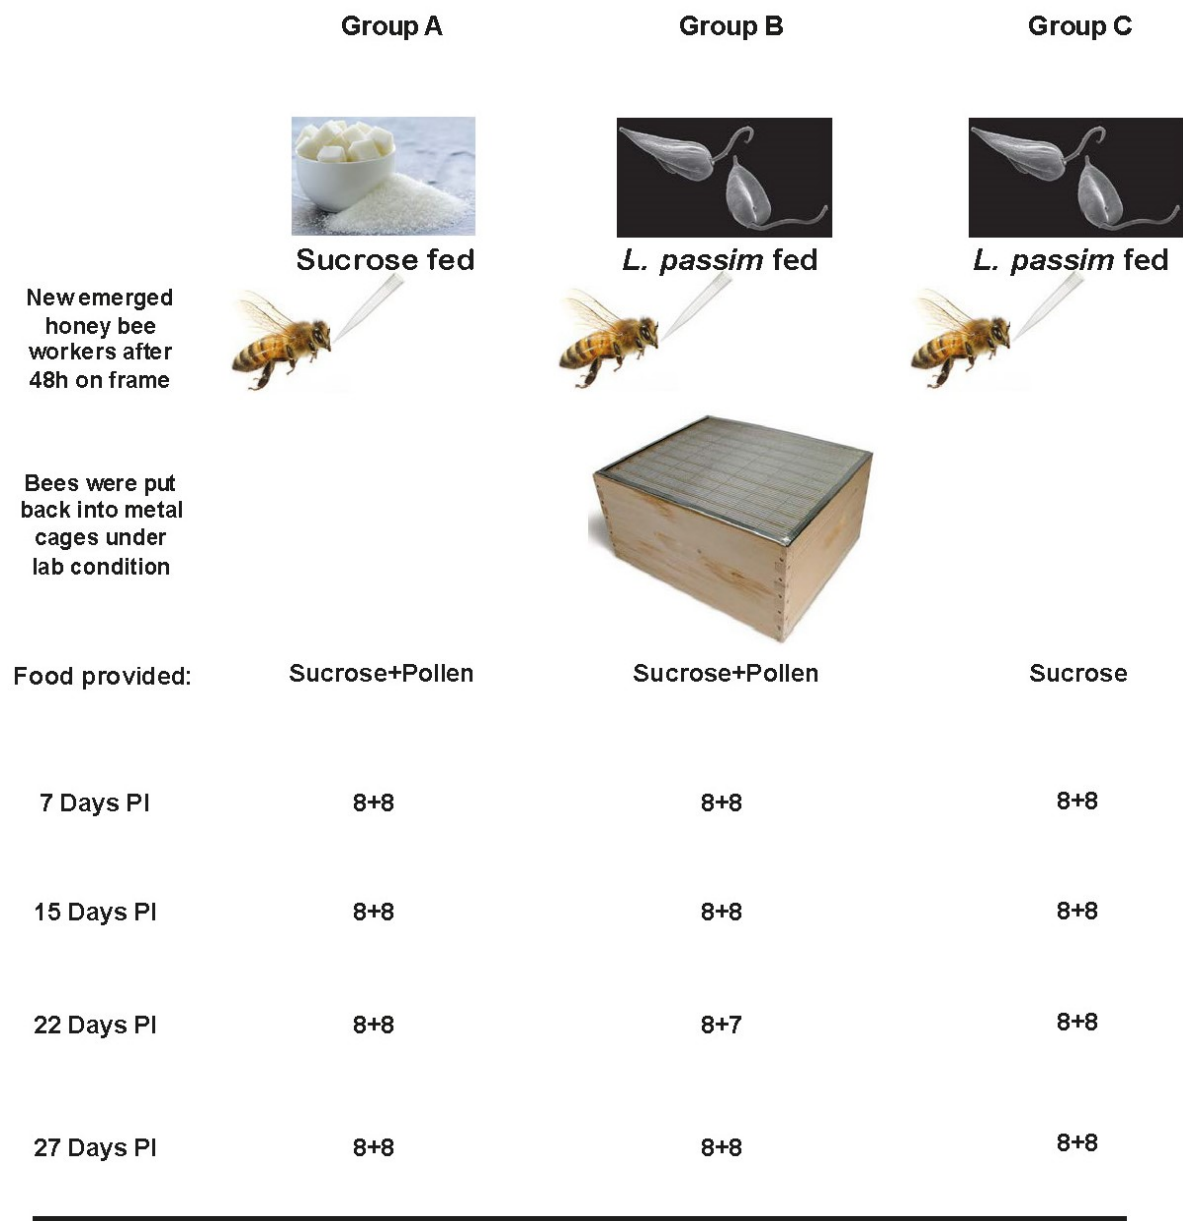 Group A Group B Group C
Sucrose fed L. passim fed L. passim fed
New emerged
honey bee
workers after
48h on frame
Bees were put
back into metal
cages under
lab condition
Food provided: Sucrose+Pollen Sucrose+Pollen Sucrose
7 Days PI 8+8 8+8 8+8
15 Days PI 8+8 8+8 8+8
22 Days PI 8+8 8+7 8+8
27 Days PI 8+8 8+8 8+8